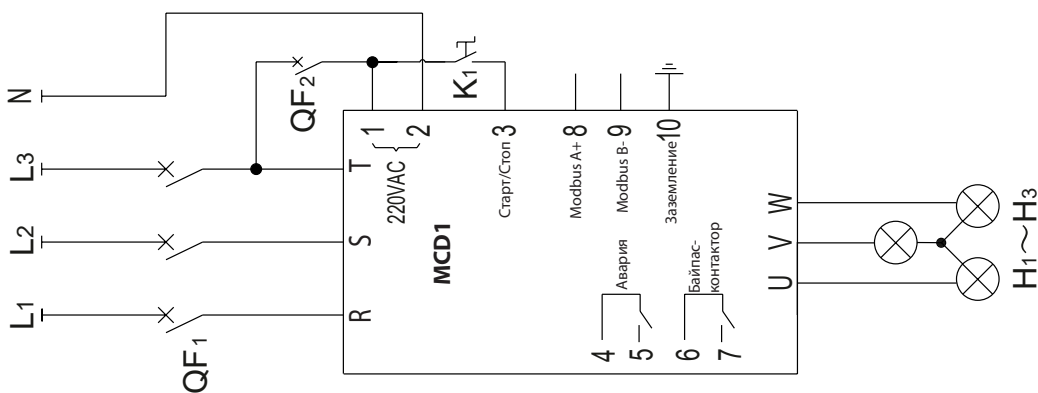 L1
L2
L3
N
QF1
QF2
K1
R
S
T
1
2
220VAC
3
Старт/Стоп
8
Modbus A+
9
Modbus B-
10
Заземление
MCD1
4
5
Авария
6
7
Байпас-
контактор
U
V
W
H1~H3